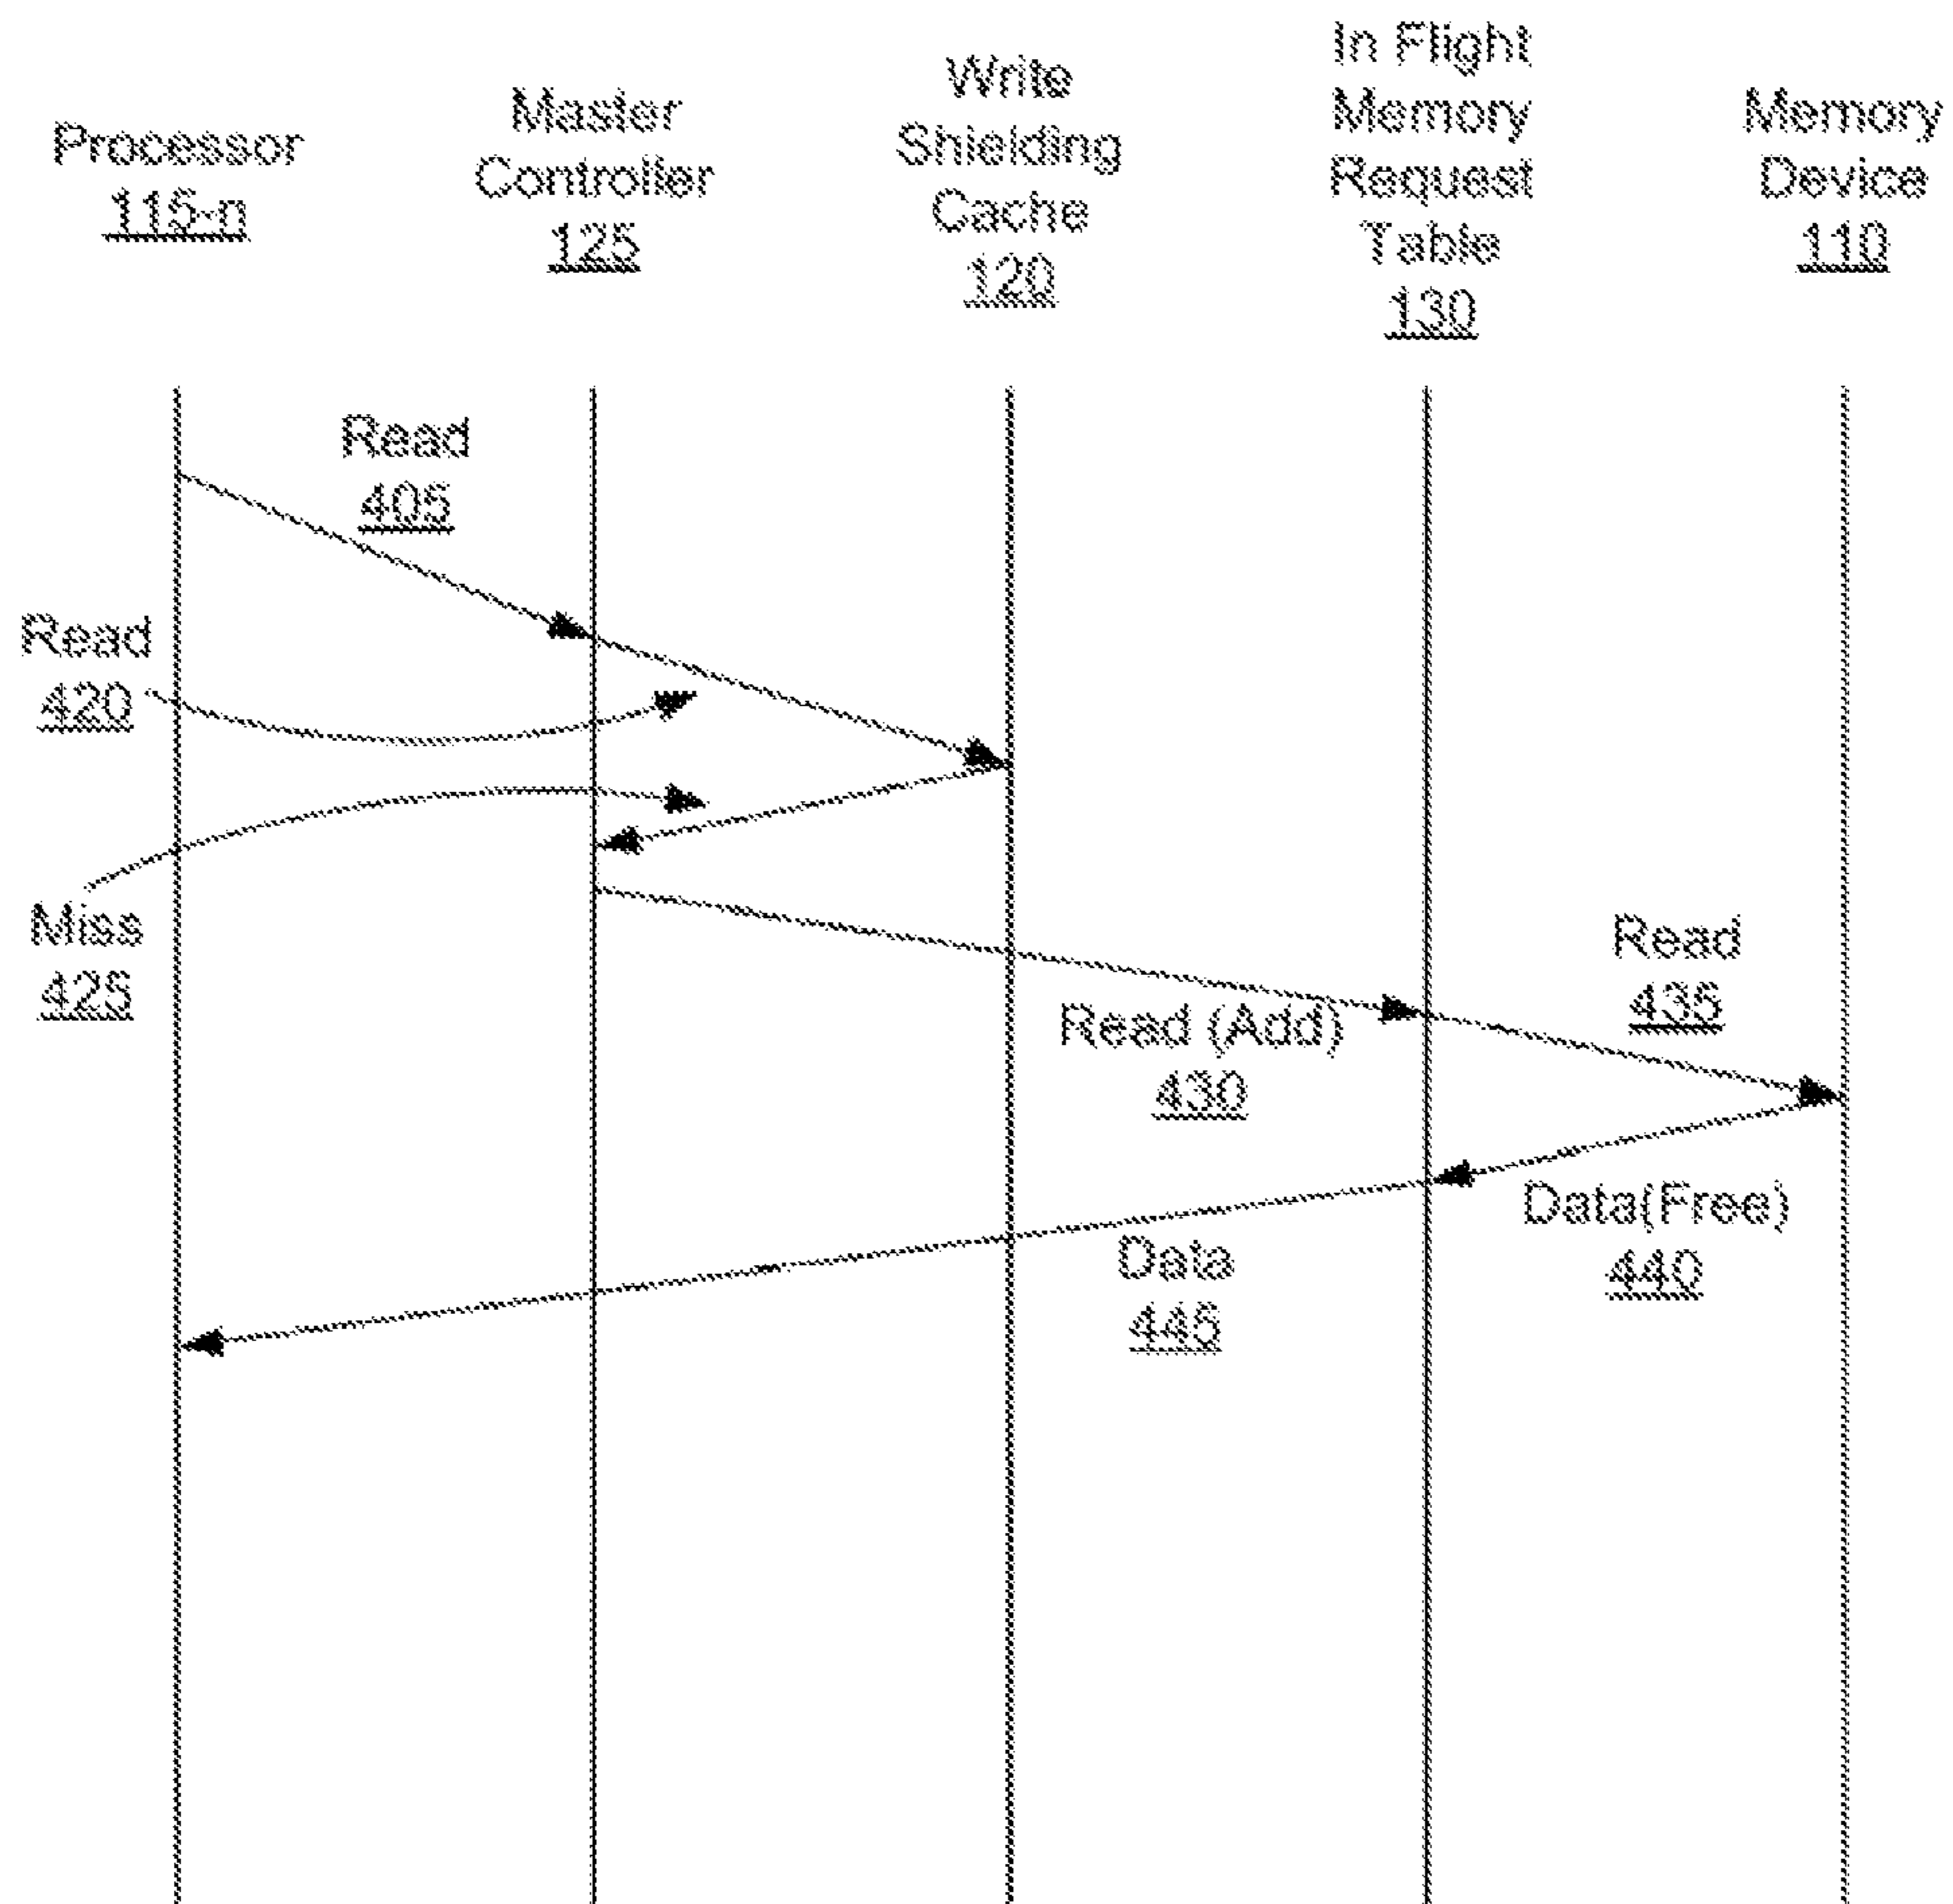 Processor
115-n
Master
Controller
125
Write
Shielding
Cache
120
In Flight
Memory
Request
Table
130
Memory
Device
110
Read
405
Read
420
Miss
425
Read (Add)
430
Read
435
Data(Free)
440
Data
445